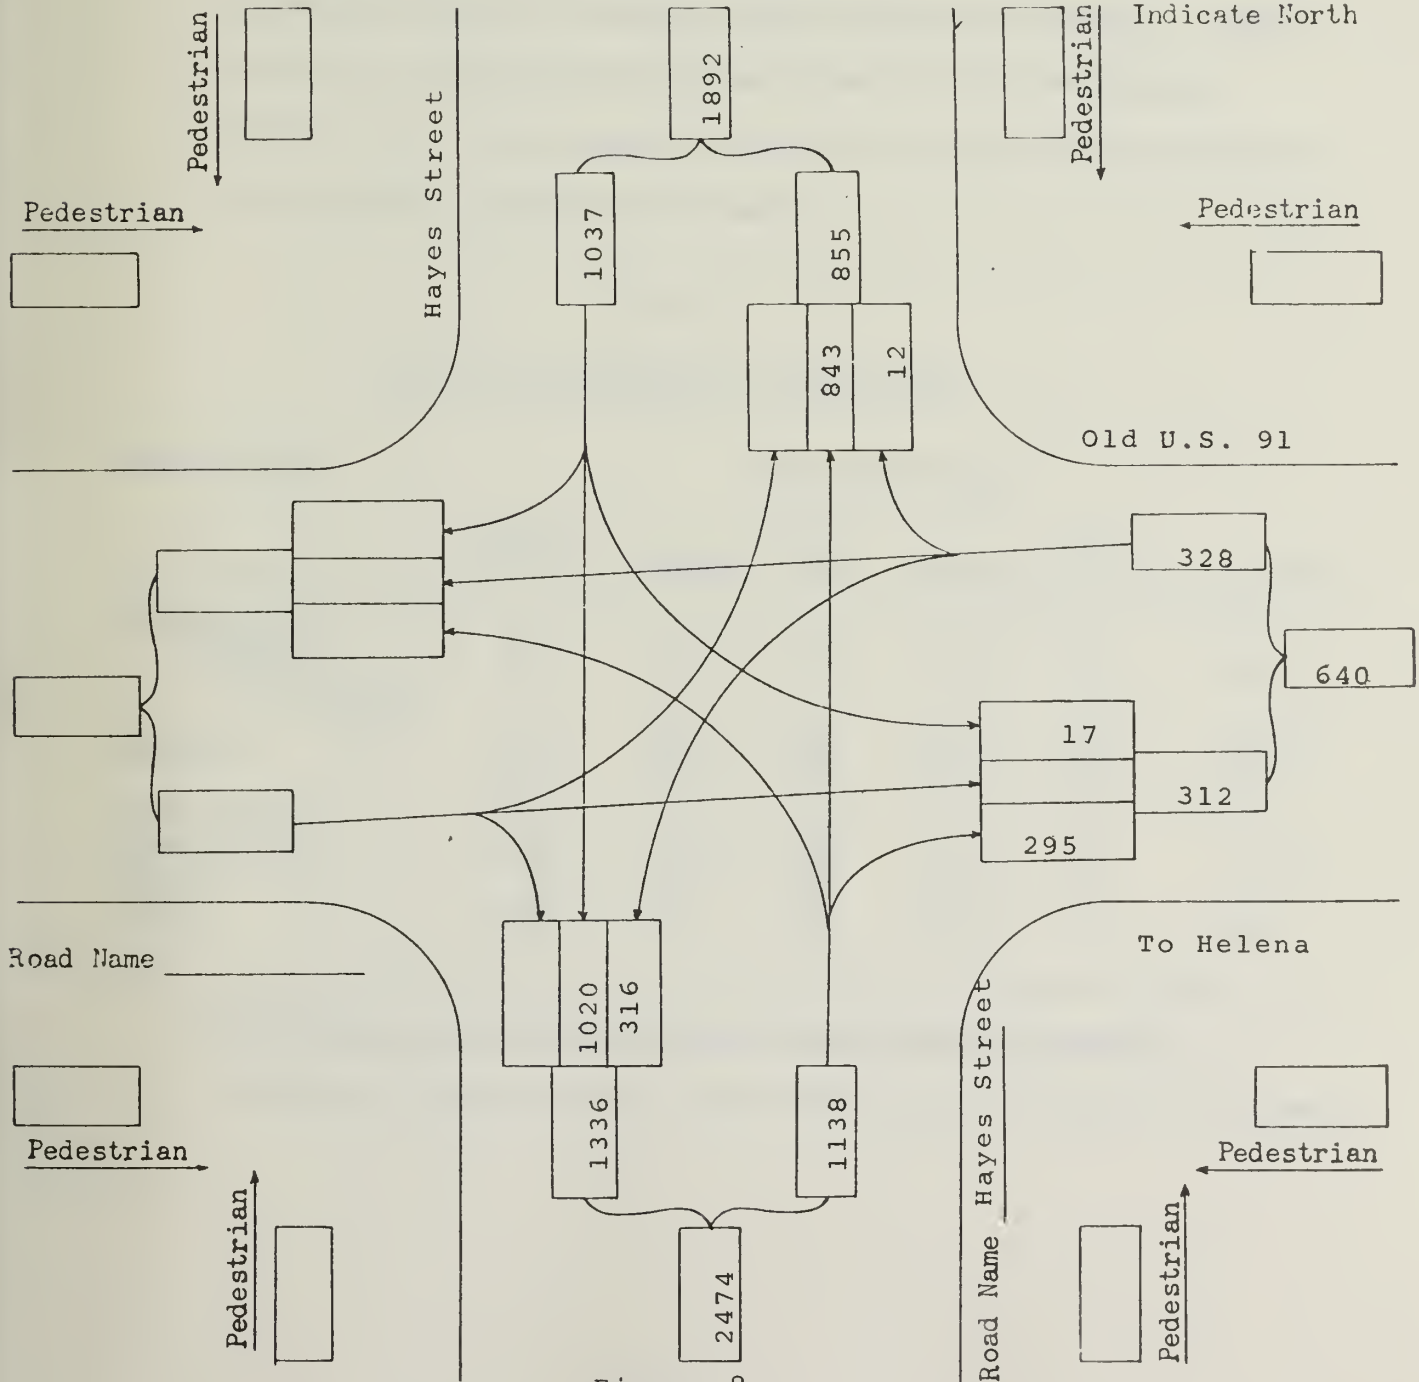 Indicate North
Pedestrian
Pedestrian
Hayes Street
1892
Pedestrian
Pedestrian
1037
855
843
12
Old U.S. 91
328
640
17
312
295
Road Name
To Helena
1020
316
1336
1138
Road Name Hayes Street
Pedestrian
Pedestrian
Pedestrian
Pedestrian
2474